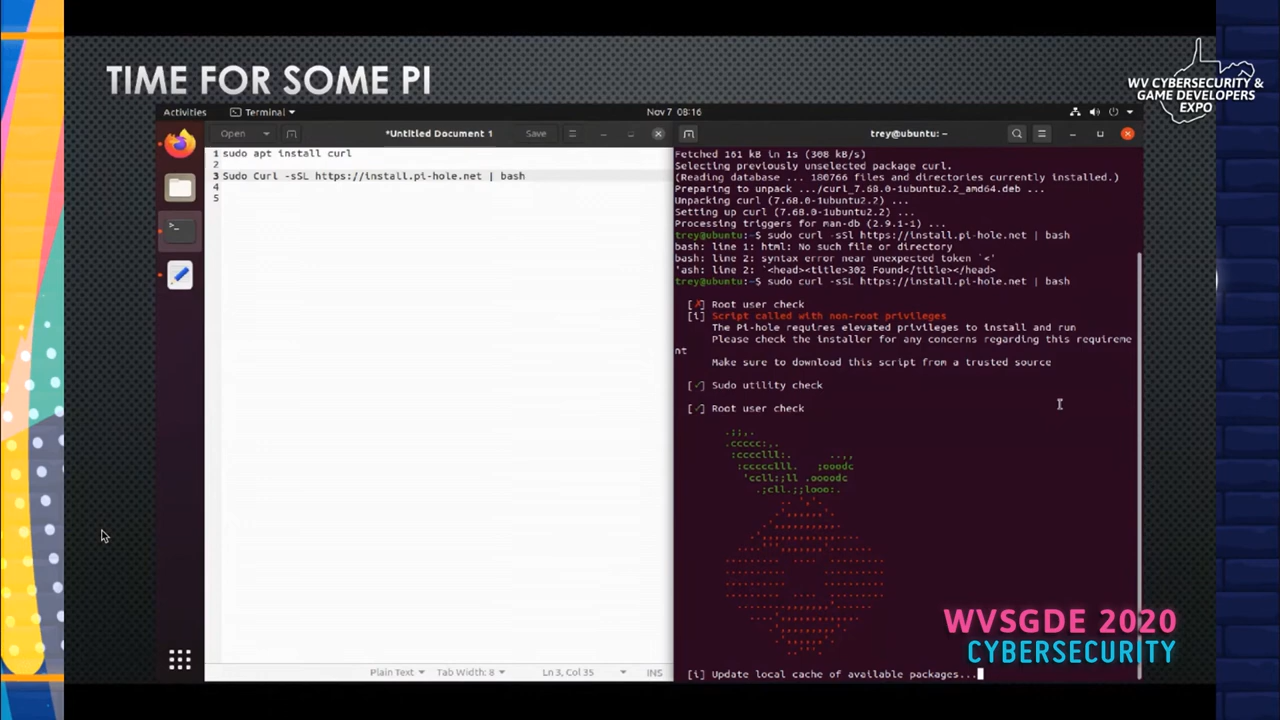 TIME FOR SOME PI
WV CYBERSECURITY &
GAME DEVELOPERS
EXPO
Activities
Terminal
Nov 7 08:16
Open
*Untitled Document 1
Save
1 sudo apt install curl
2
3 Sudo Curl -sSL https://install.pi-hole.net | bash
4
5
Plain Text
Tab Width: 8
Ln 3, Col 35
INS
trey@ubuntu: ~
Fetched 161 kB in 1s (308 kB/s)
Selecting previously unselected package curl.
(Reading database ... 180766 files and directories currently installed.)
Preparing to unpack .../curl_7.68.0-1ubuntu2.2_amd64.deb ...
Unpacking curl (7.68.0-1ubuntu2.2) ...
Setting up curl (7.68.0-1ubuntu2.2) ...
Processing triggers for man-db (2.9.1-1) ...
trey@ubuntu:~$ sudo curl -sSl https://install.pi-hole.net | bash
bash: line 1: html: No such file or directory
bash: line 2: syntax error near unexpected token `<'
'ash: line 2: `<head><title>302 Found</title></head>
trey@ubuntu:~$ sudo curl -sSL https://install.pi-hole.net | bash
[✗] Root user check
[i] Script called with non-root privileges
The Pi-hole requires elevated privileges to install and run
Please check the installer for any concerns regarding this requireme
nt
Make sure to download this script from a trusted source
[✓] Sudo utility check
[✓] Root user check
[i] Update local cache of available packages...
WVSGDE 2020
CYBERSECURITY